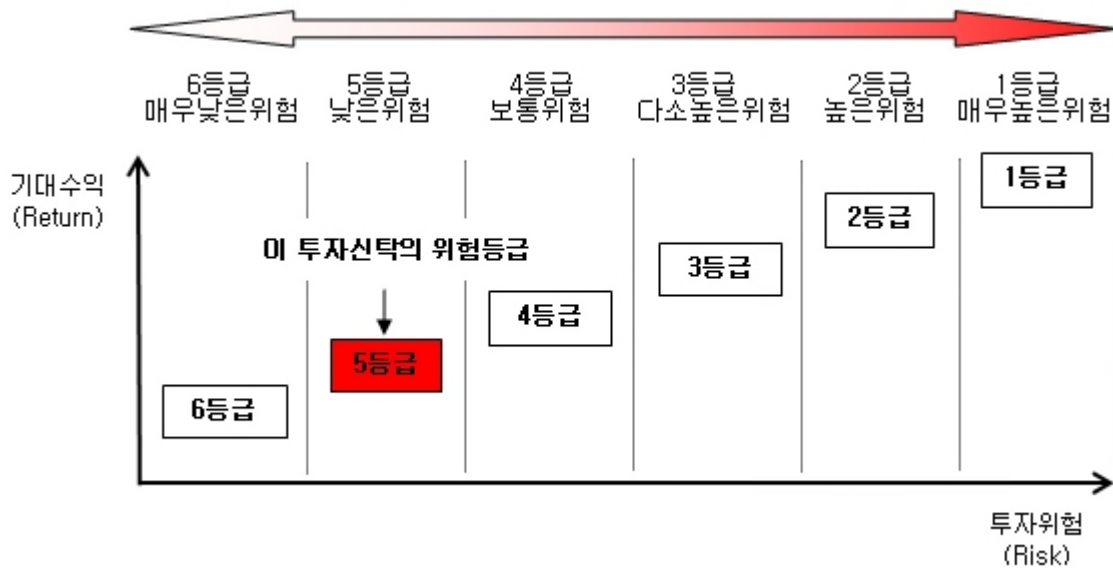 6등급 5등급 4등급 3등급 2등급 1등급
매우낮은위험 낮은위험 보통위험 다소높은위험 높은위험 매우높은위험
기대수익
(Return)
1등급
2등급
이 투자신탁의 위험등급
3등급
4등급
5등급
6등급
투자위험
(Risk)